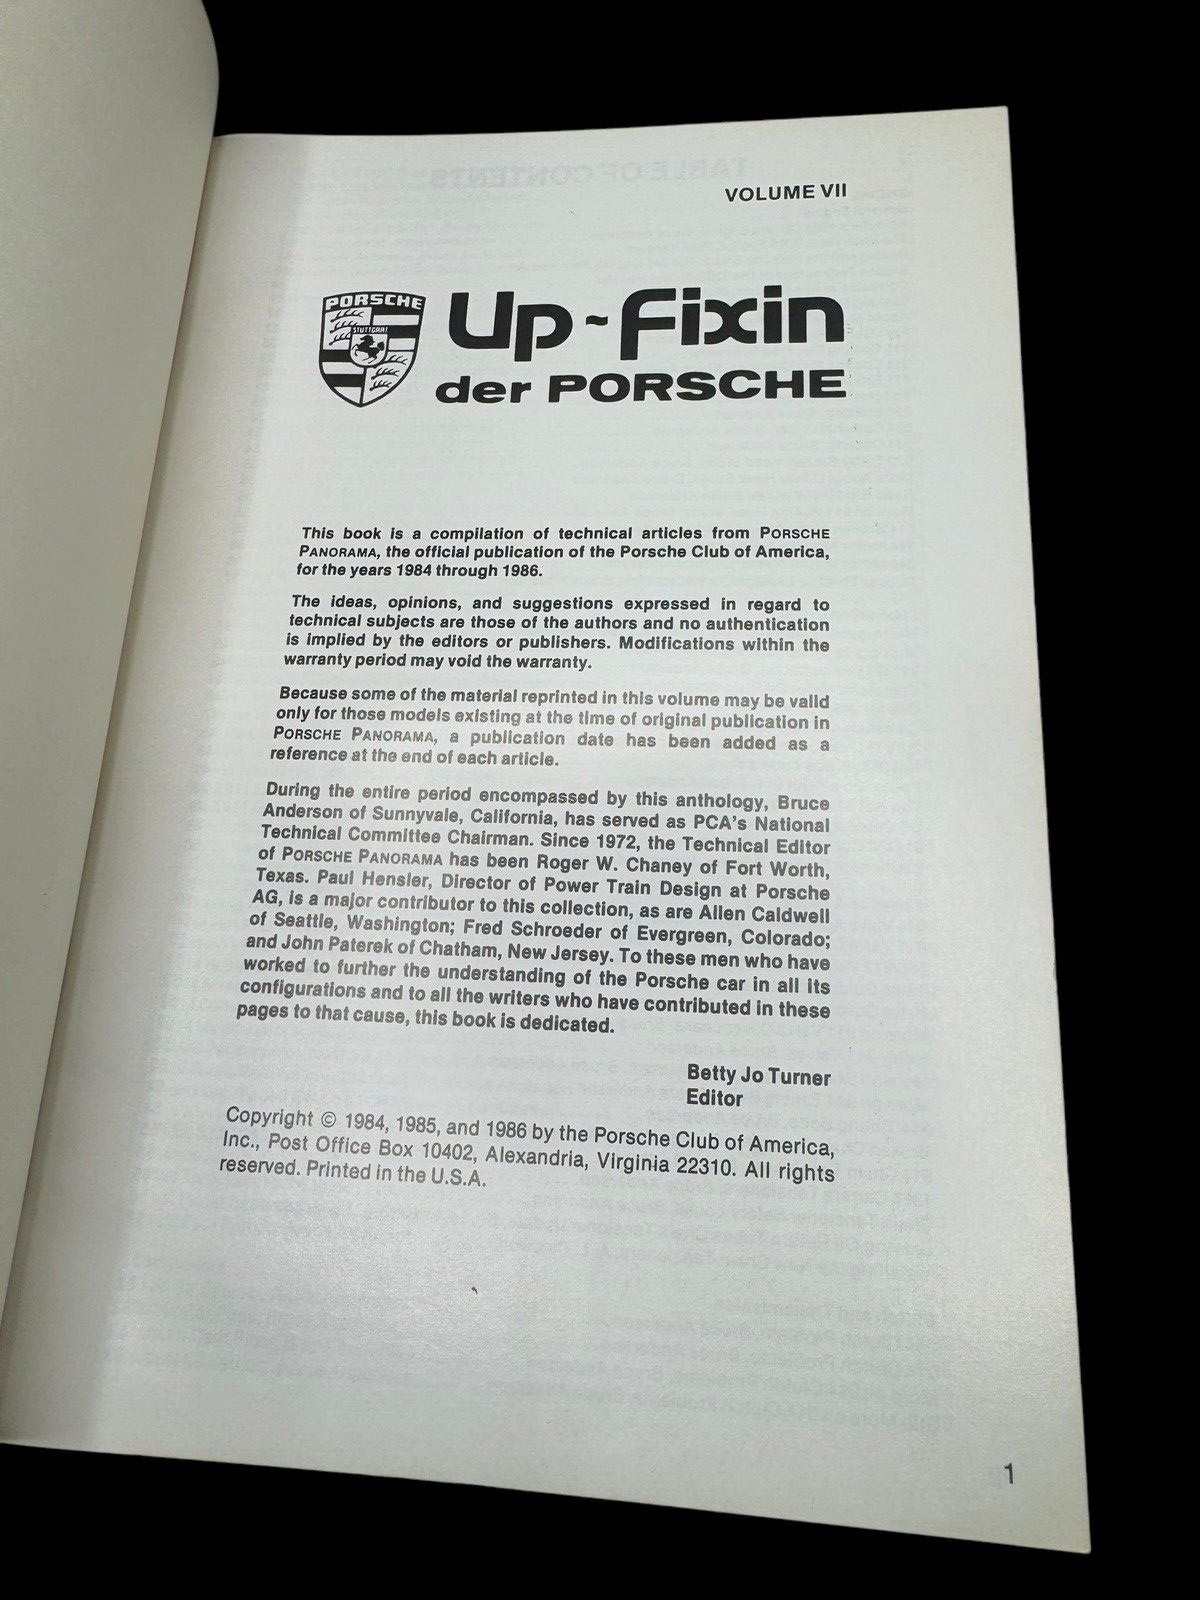 VOLUME VII
PORSCHE
STUTTGART
Up-Fixin
der PORSCHE
This book is a compilation of technical articles from PORSCHE
PANORAMA, the official publication of the Porsche Club of America,
for the years 1984 through 1986.
The ideas, opinions, and suggestions expressed in regard to
technical subjects are those of the authors and no authentication
is implied by the editors or publishers. Modifications within the
warranty period may void the warranty.
Because some of the material reprinted in this volume may be valid
only for those models existing at the time of original publication in
PORSCHE PANORAMA, a publication date has been added as a
reference at the end of each article.
During the entire period encompassed by this anthology, Bruce
Anderson of Sunnyvale, California, has served as PCA's National
Technical Committee Chairman. Since 1972, the Technical Editor
of PORSCHE PANORAMA has been Roger W. Chaney of Fort Worth,
Texas. Paul Hensler, Director of Power Train Design at Porsche
AG, is a major contributor to this collection, as are Allen Caldwell
of Seattle, Washington; Fred Schroeder of Evergreen, Colorado;
and John Paterek of Chatham, New Jersey. To these men who have
worked to further the understanding of the Porsche car in all its
configurations and to all the writers who have contributed in these
pages to that cause, this book is dedicated.
Betty Jo Turner
Editor
Copyright © 1984, 1985, and 1986 by the Porsche Club of America,
Inc., Post Office Box 10402, Alexandria, Virginia 22310. All rights
reserved. Printed in the U.S.A.
1